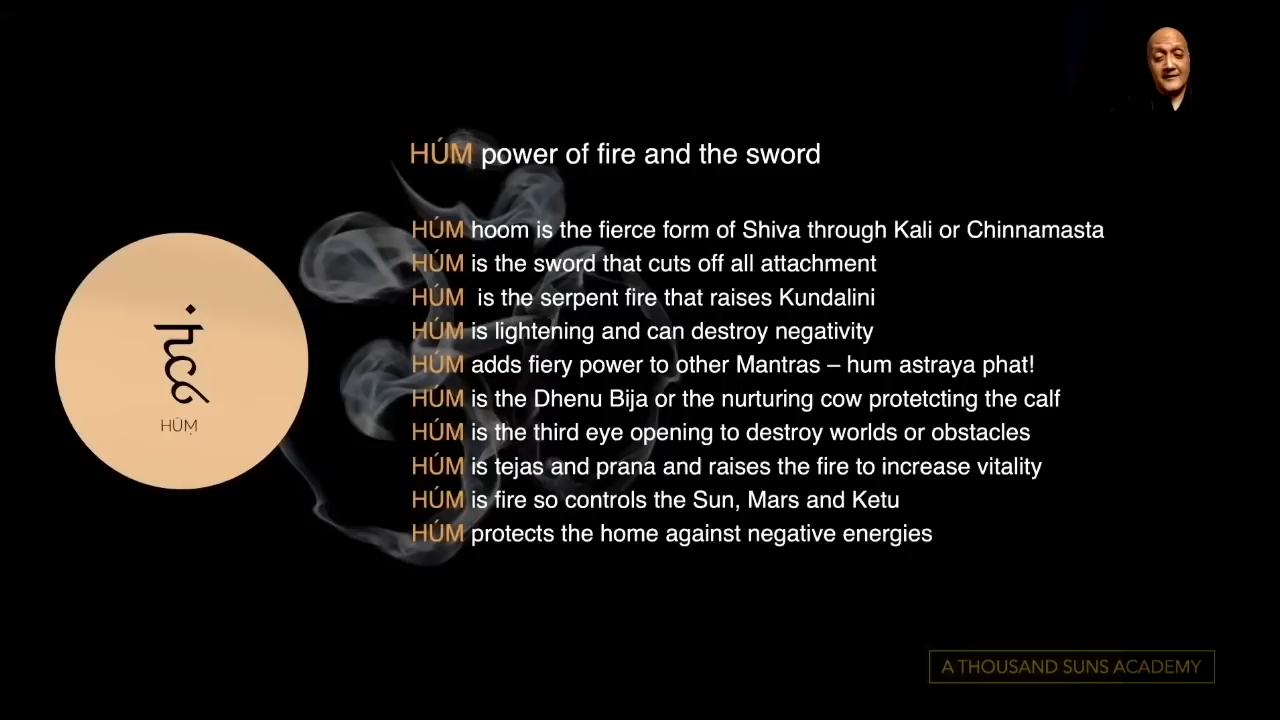 HÚM power of fire and the sword
HÚM hoom is the fierce form of Shiva through Kali or Chinnamasta
HÚM is the sword that cuts off all attachment
HÚM is the serpent fire that raises Kundalini
HÚM is lightening and can destroy negativity
HÚM adds fiery power to other Mantras – hum astraya phat!
HÚM is the Dhenu Bija or the nurturing cow protetcting the calf
HÚM is the third eye opening to destroy worlds or obstacles
HÚM is tejas and prana and raises the fire to increase vitality
HÚM is fire so controls the Sun, Mars and Ketu
HÚM protects the home against negative energies
HŪṂ
A THOUSAND SUNS ACADEMY